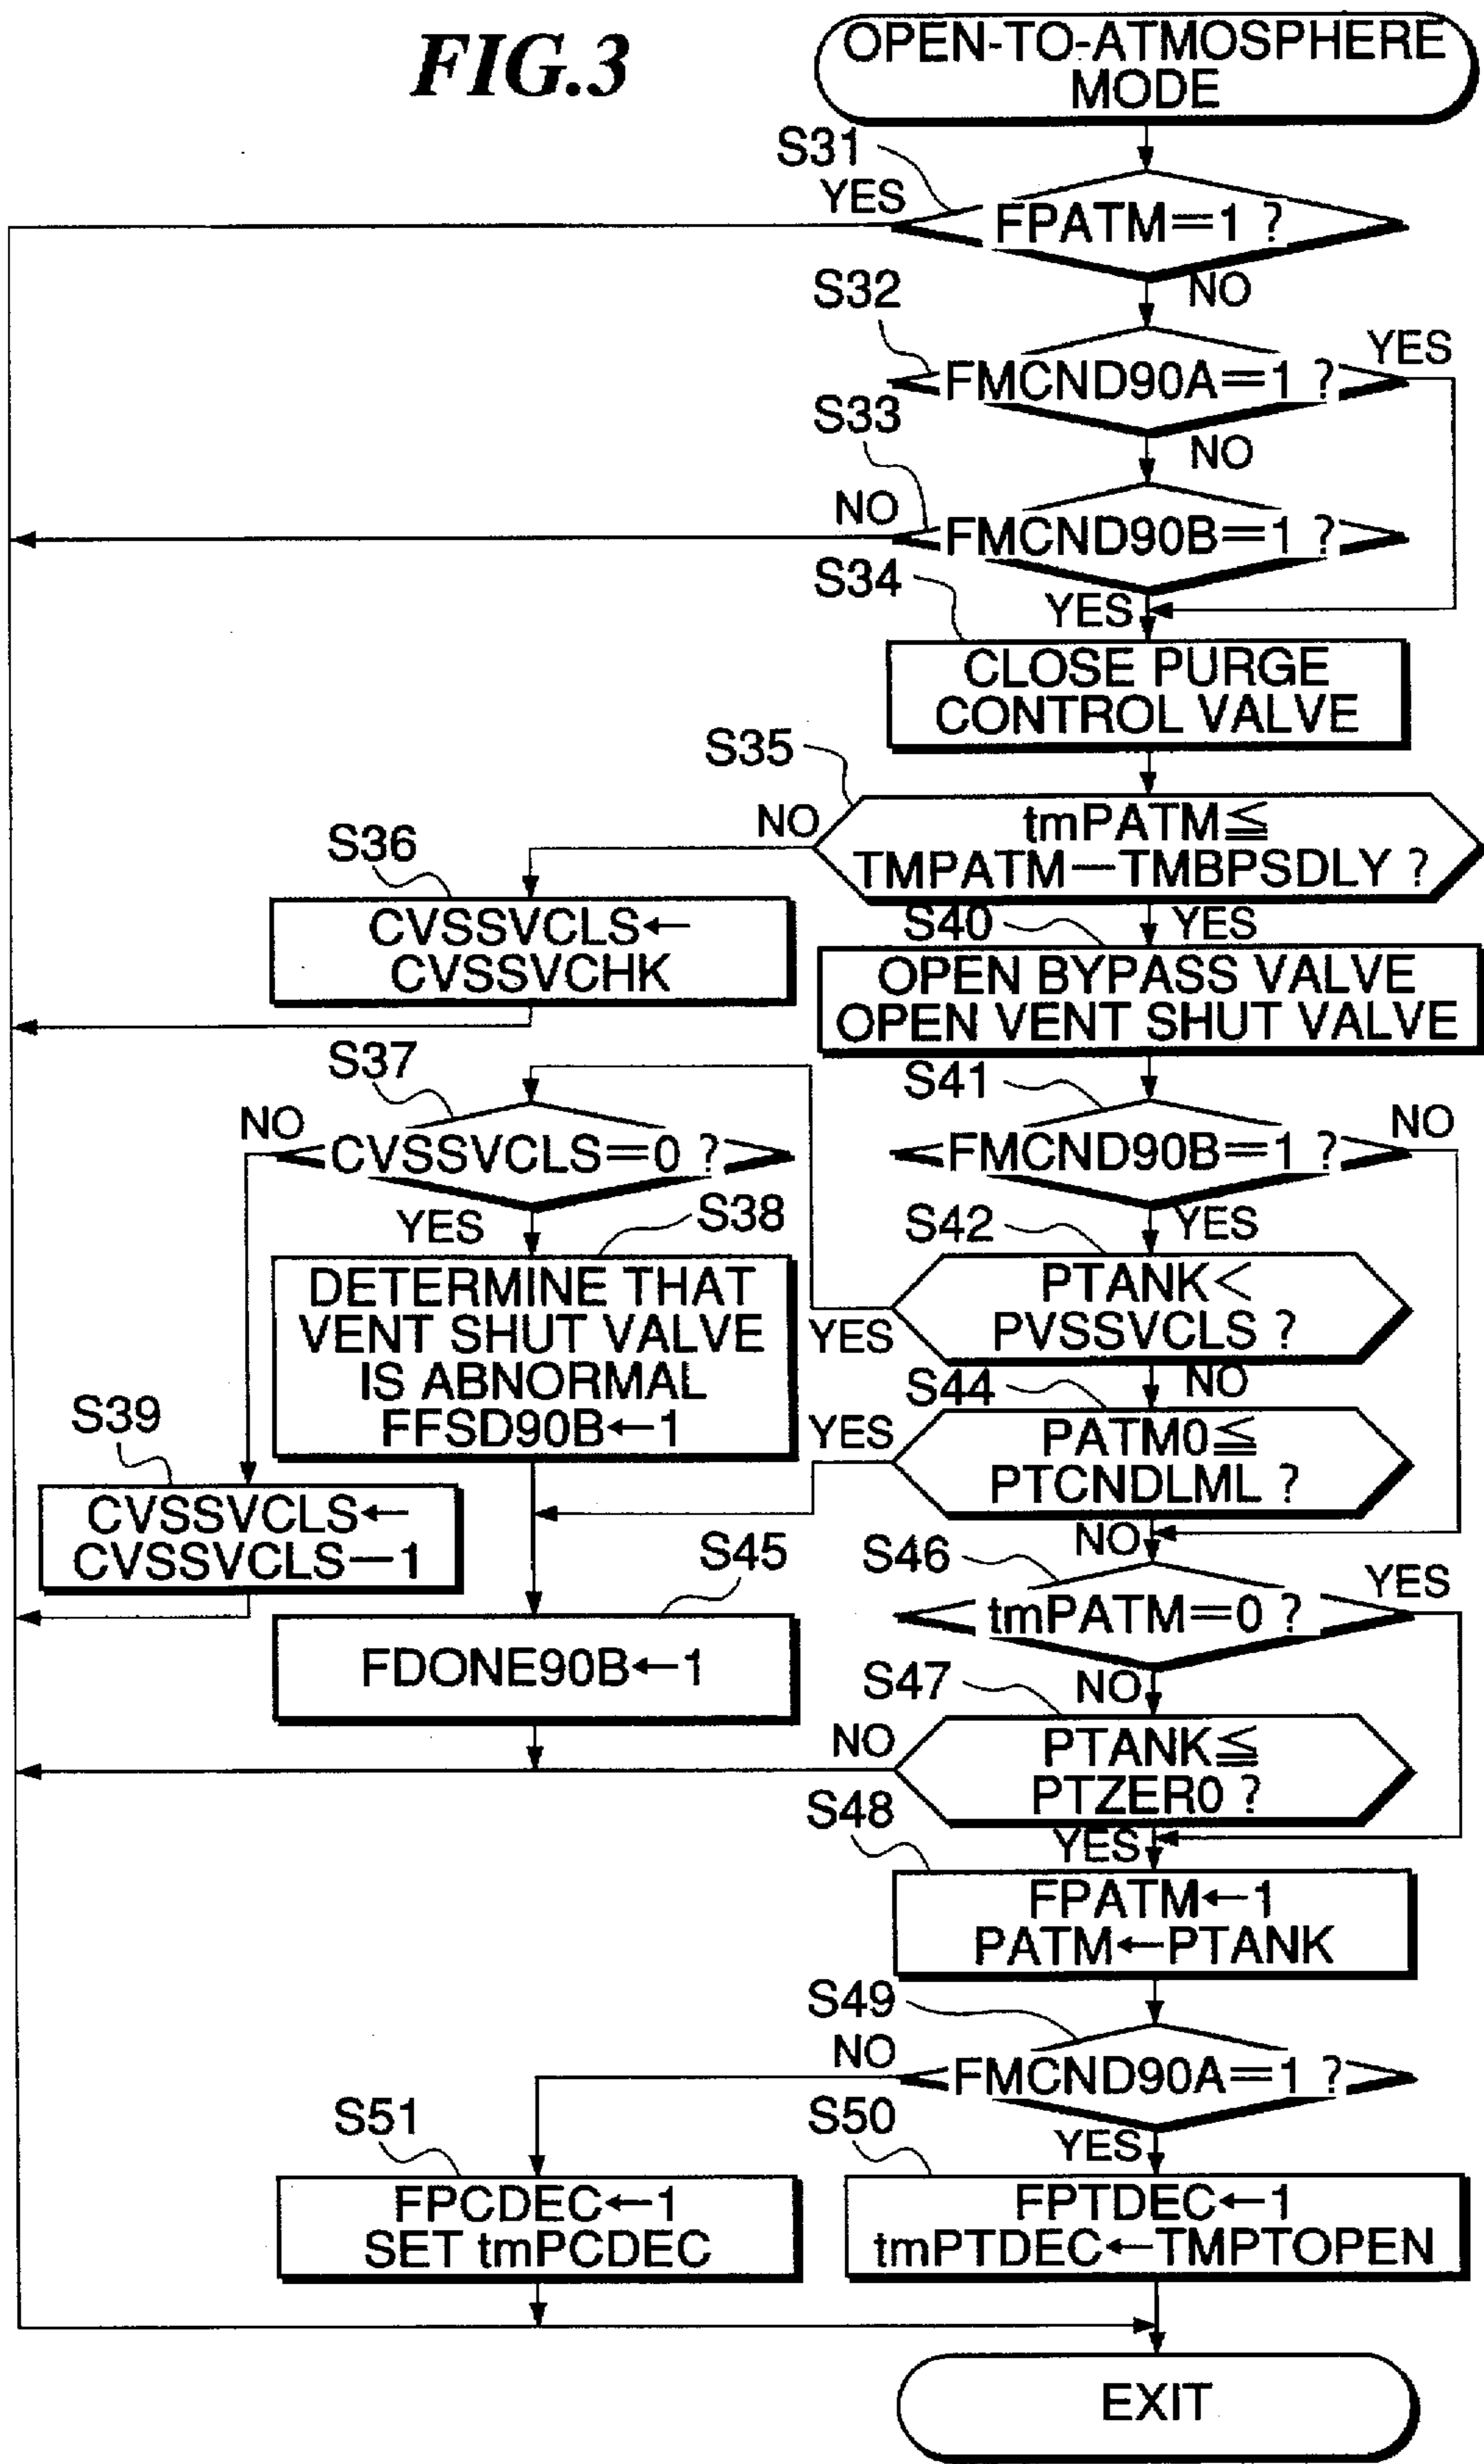 FIG.3
OPEN-TO-ATMOSPHERE
MODE
S31
YES
FPATM=1 ?
NO
S32
YES
FMCND90A=1 ?
S33
NO
NO
FMCND90B=1 ?
S34
YES
CLOSE PURGE
CONTROL VALVE
S35
NO
tmPATM≦
TMPATM−TMBPSDLY ?
S36
CVSSVCLS←
CVSSVCHK
S40
YES
OPEN BYPASS VALVE
OPEN VENT SHUT VALVE
S37
S41
NO
NO
CVSSVCLS=0 ?
FMCND90B=1 ?
YES
S38
S42
YES
DETERMINE THAT
VENT SHUT VALVE
IS ABNORMAL
FFSD90B←1
PTANK<
PVSSVCLS ?
YES
NO
S44
S39
YES
PATM0≦
PTCNDLML ?
CVSSVCLS←
CVSSVCLS−1
NO
S45
S46
YES
tmPATM=0 ?
FDONE90B←1
S47
NO
NO
PTANK≦
PTZER0 ?
S48
YES
FPATM←1
PATM←PTANK
S49
NO
FMCND90A=1 ?
S51
S50
YES
FPCDEC←1
SET tmPCDEC
FPTDEC←1
tmPTDEC←TMPTOPEN
EXIT